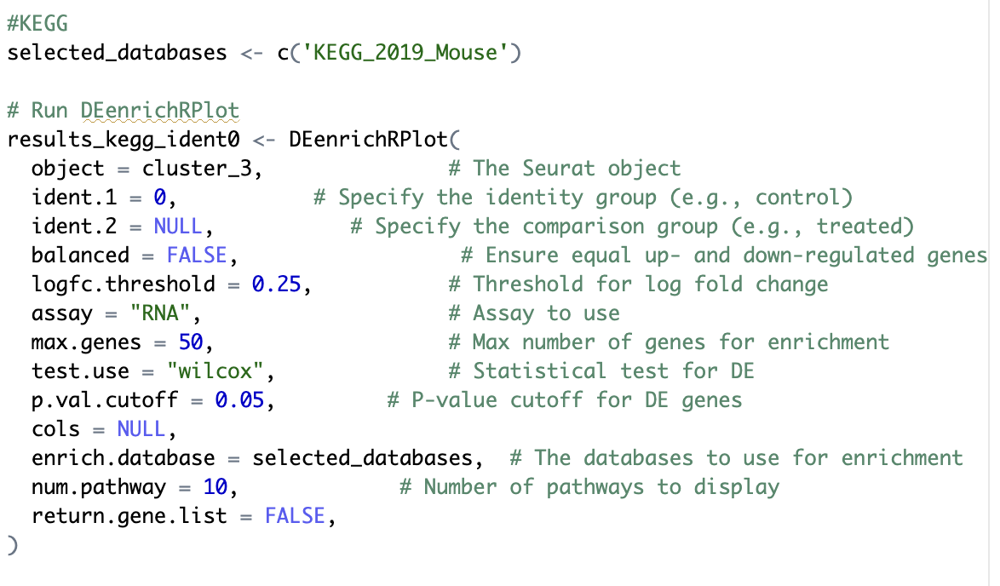 #KEGG
selected_databases <- c('KEGG_2019_Mouse')
# Run DEenrichRPlot
results_kegg_ident0 <- DEenrichRPlot(
  object = cluster_3,               # The Seurat object
  ident.1 = 0,           # Specify the identity group (e.g., control)
  ident.2 = NULL,           # Specify the comparison group (e.g., treated)
  balanced = FALSE,                  # Ensure equal up- and down-regulated genes
  logfc.threshold = 0.25,           # Threshold for log fold change
  assay = "RNA",                    # Assay to use
  max.genes = 50,                   # Max number of genes for enrichment
  test.use = "wilcox",              # Statistical test for DE
  p.val.cutoff = 0.05,         # P-value cutoff for DE genes
  cols = NULL,
  enrich.database = selected_databases,  # The databases to use for enrichment
  num.pathway = 10,             # Number of pathways to display
  return.gene.list = FALSE,
)